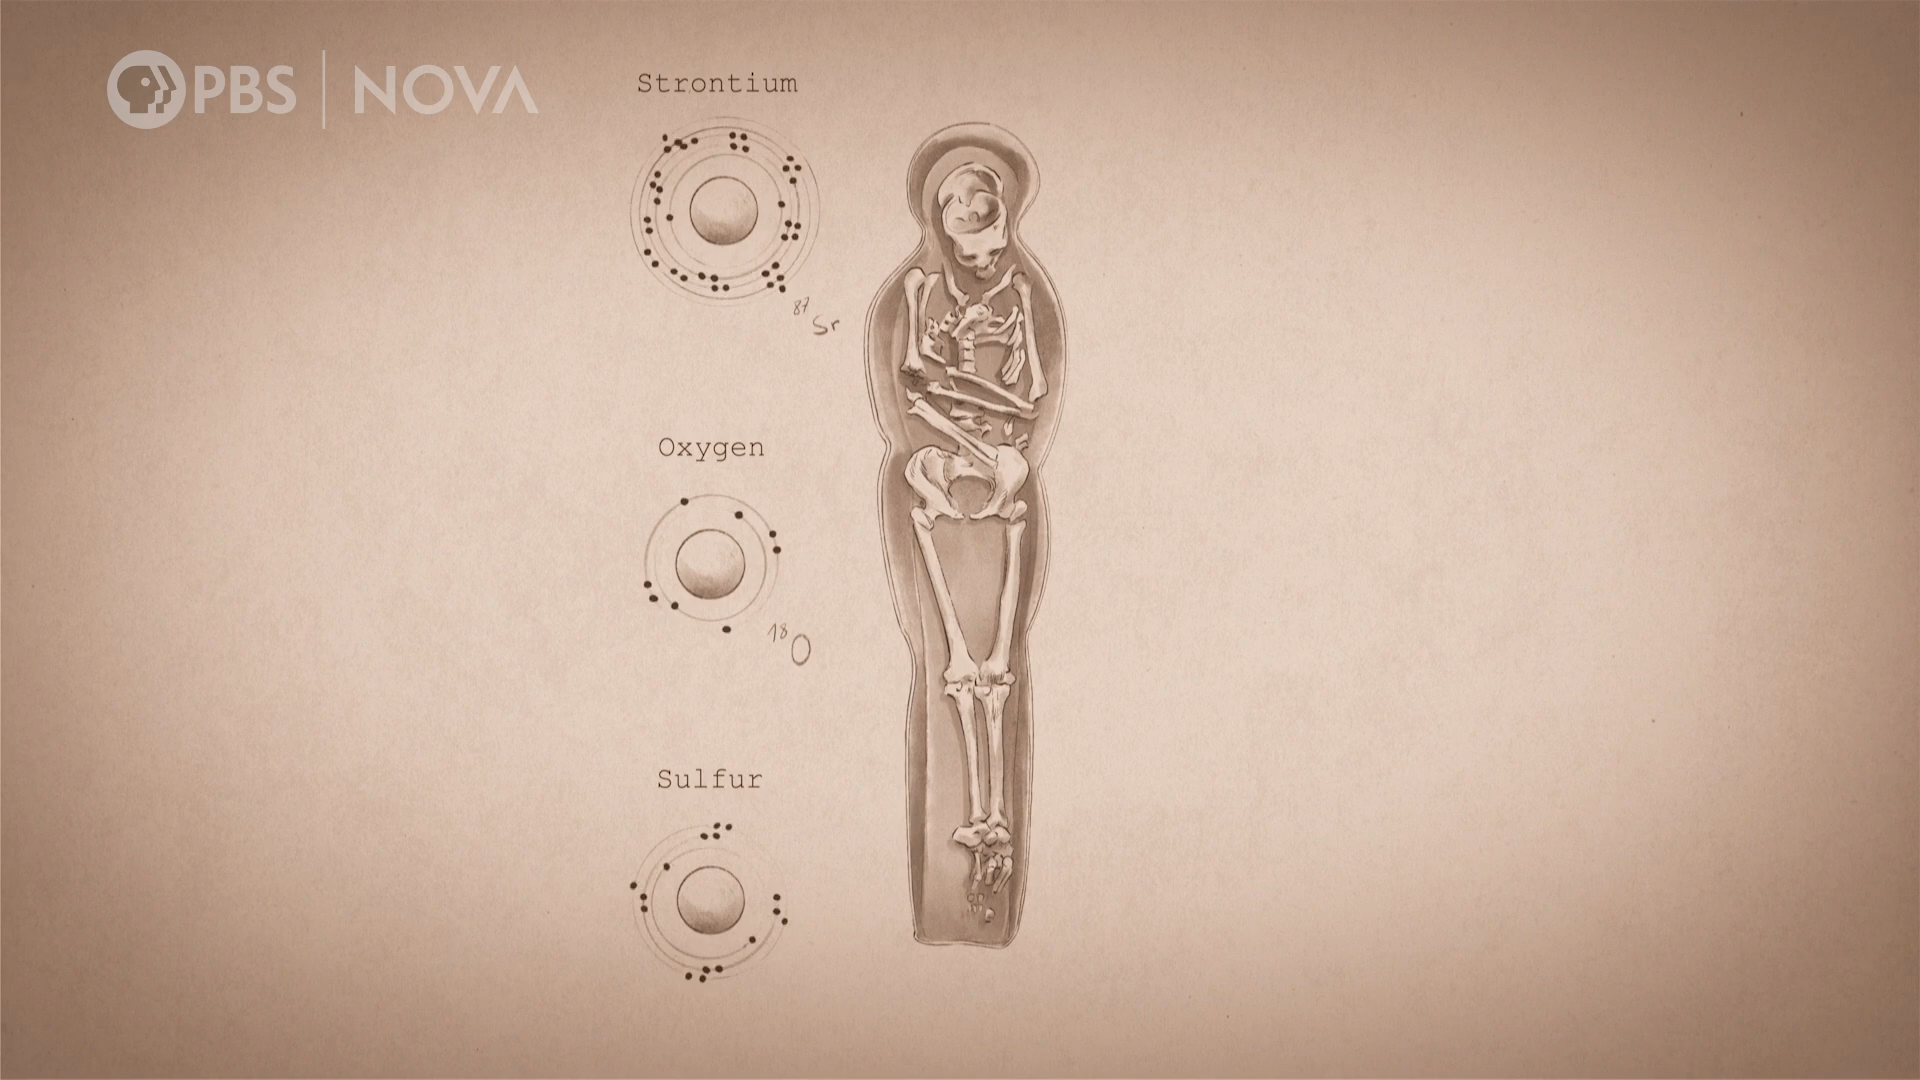 PBS | NOVA
Strontium
87
Sr
Oxygen
18
O
Sulfur